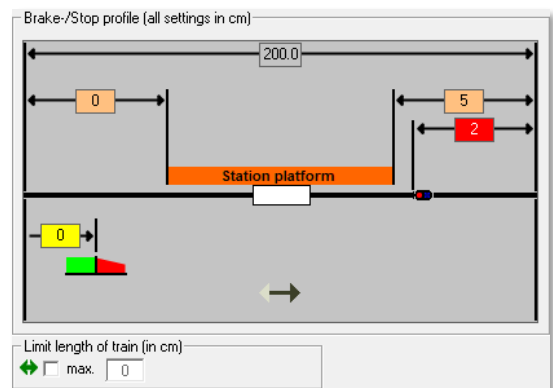 Brake-/Stop profile (all settings in cm)
200.0
0
5
2
Station platform
0
Limit length of train (in cm)
max.
0